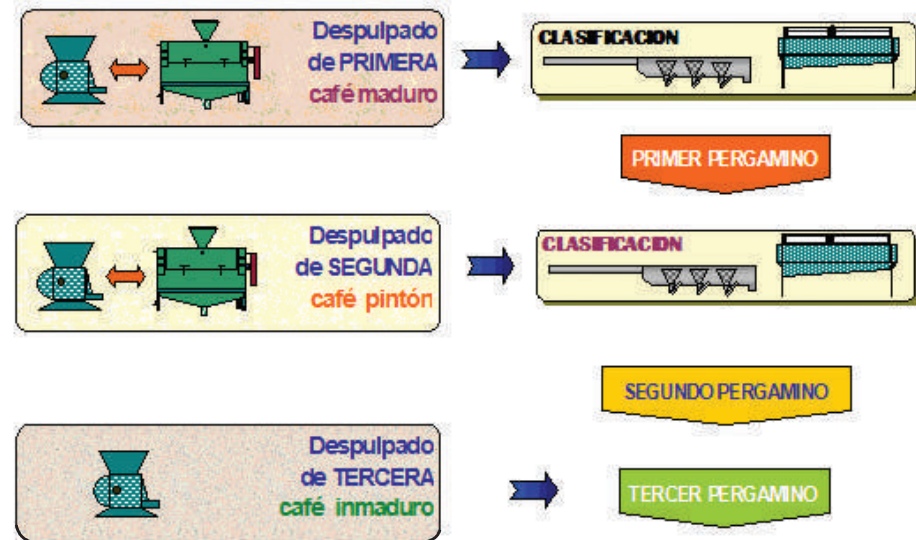 Despulpado
de PRIMERA
café maduro
CLASIFICACION
PRIMER PERGAMINO
Despulpado
de SEGUNDA
café pintón
CLASIFICACION
SEGUNDO PERGAMINO
Despulpado
de TERCERA
café inmaduro
TERCER PERGAMINO